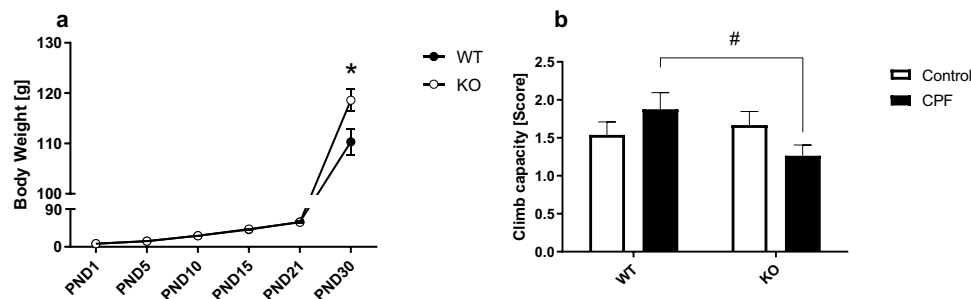 a
130
120
110
100
90
0
Body Weight [g]
*
PND1
PND5
PND10
PND15
PND21
PND30
WT
KO
b
#
2.5
2.0
1.5
1.0
0.5
0.0
Climb capacity [Score]
WT
KO
Control
CPF